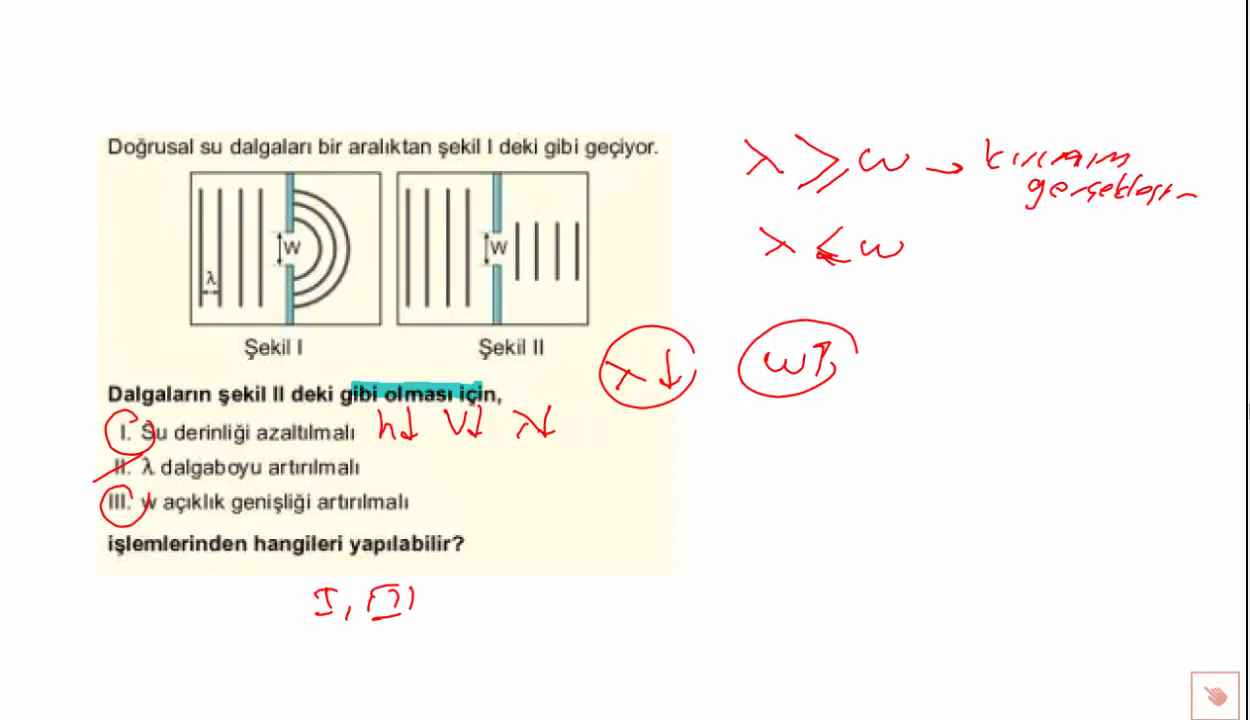 Doğrusal su dalgaları bir aralıktan şekil I deki gibi geçiyor.
λ
W
W
Şekil I
Şekil II
Dalgaların şekil II deki gibi olması için,
I. Su derinliği azaltılmalı
h↓ V↓ λ↓
II. λ dalgaboyu artırılmalı
III. w açıklık genişliği artırılmalı
işlemlerinden hangileri yapılabilir?
I, III
λ ≥ w → kırınım
gerçekleşir
λ < w
λ↓
w↑